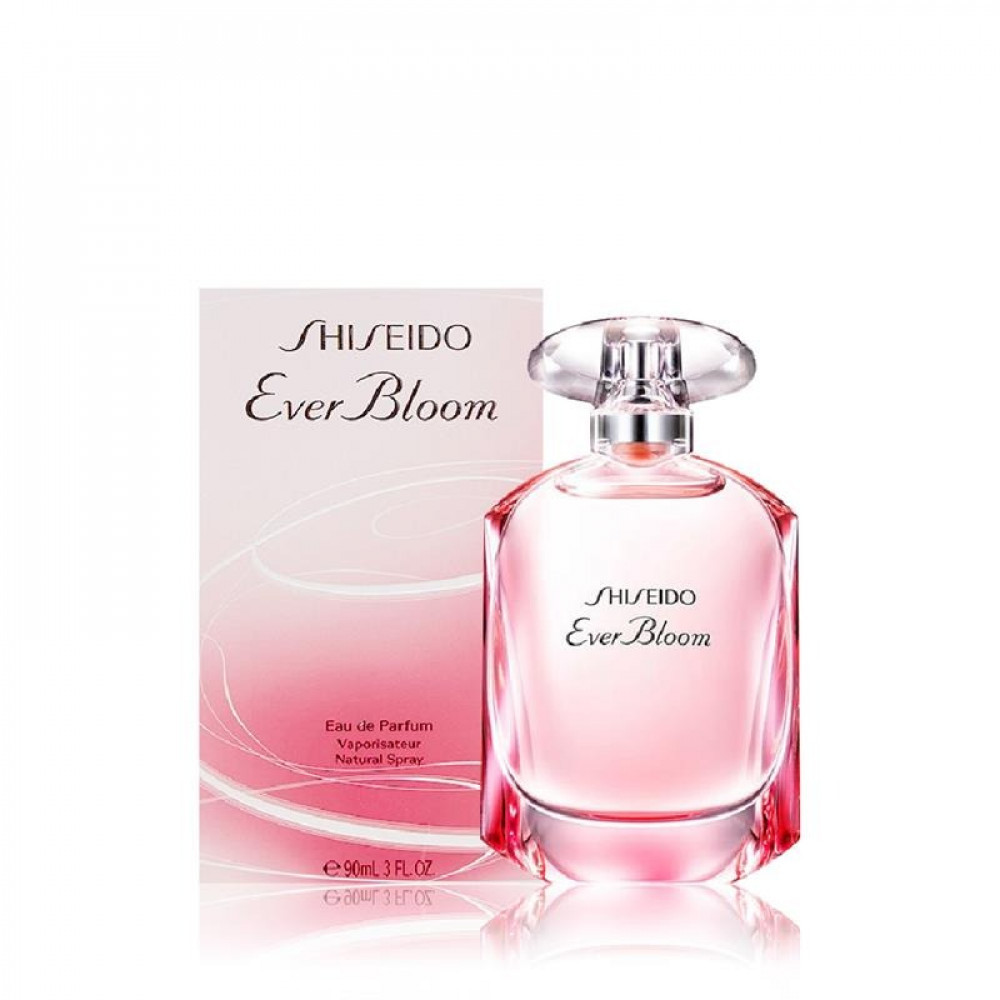 SHISEIDO
Ever Bloom
Eau de Parfum
Vaporisateur
Natural Spray
℮ 90mL 3 FL.OZ.
SHISEIDO
Ever Bloom